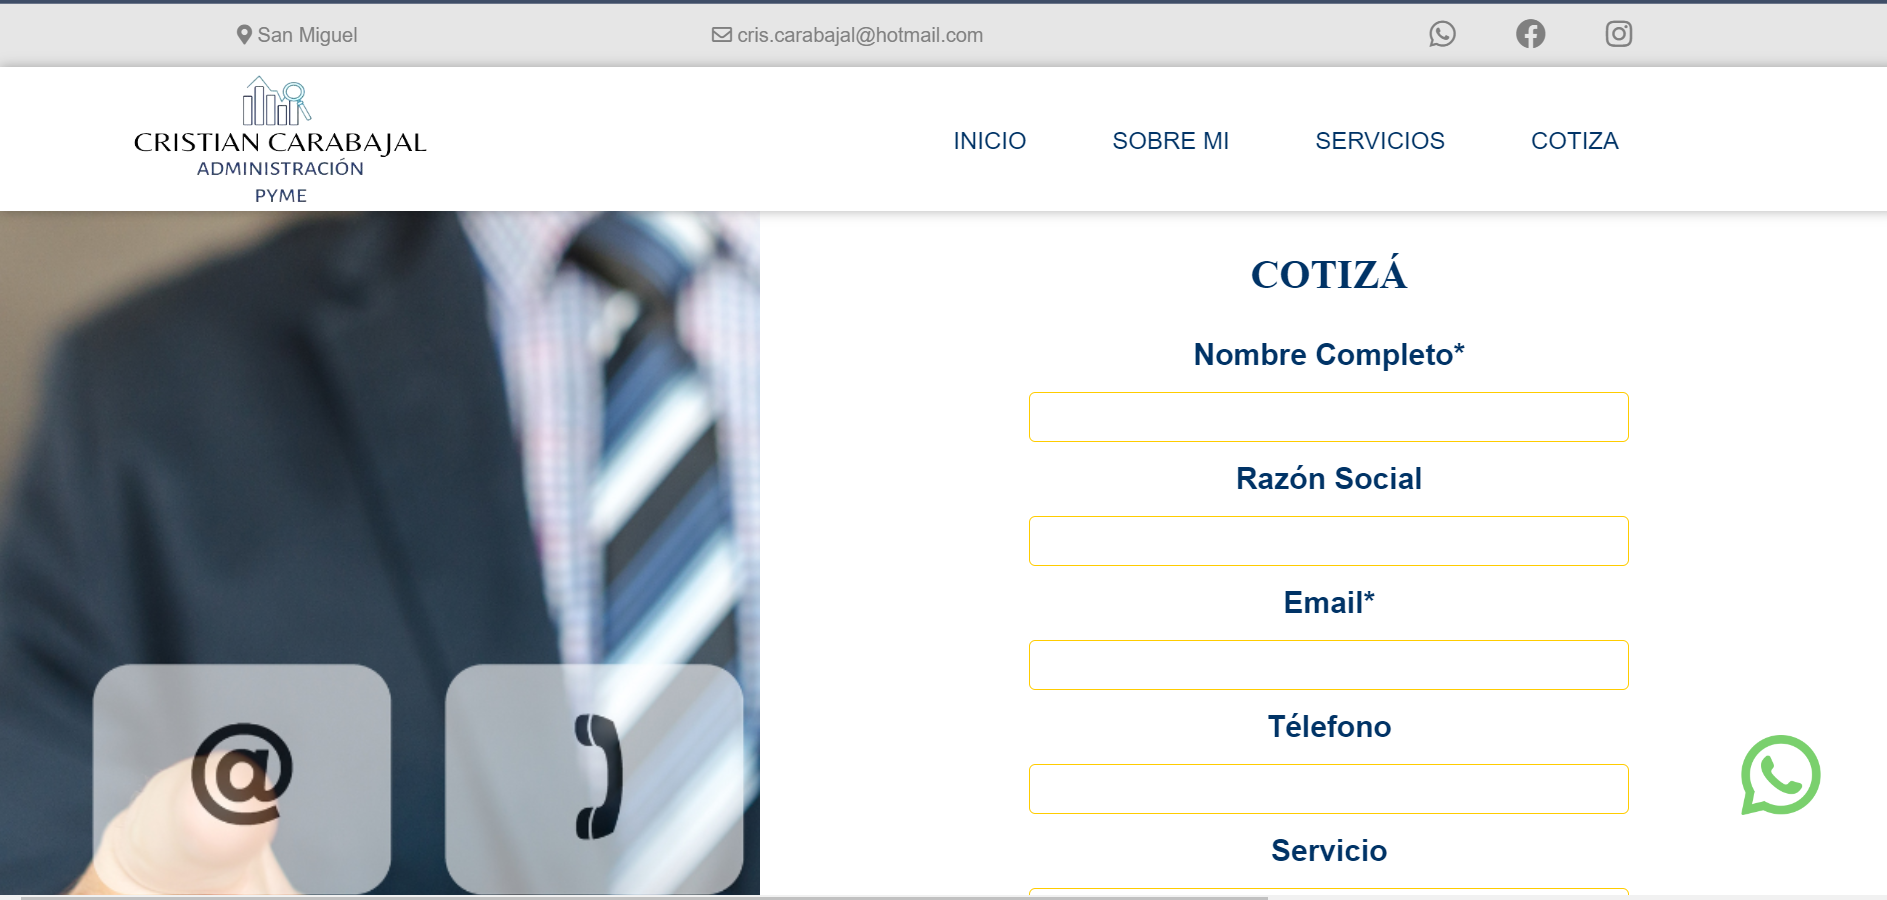 San Miguel
cris.carabajal@hotmail.com
CRISTIAN CARABAJAL
ADMINISTRACIÓN
PYME
INICIO
SOBRE MI
SERVICIOS
COTIZA
COTIZÁ
Nombre Completo*
Razón Social
Email*
Télefono
Servicio
@